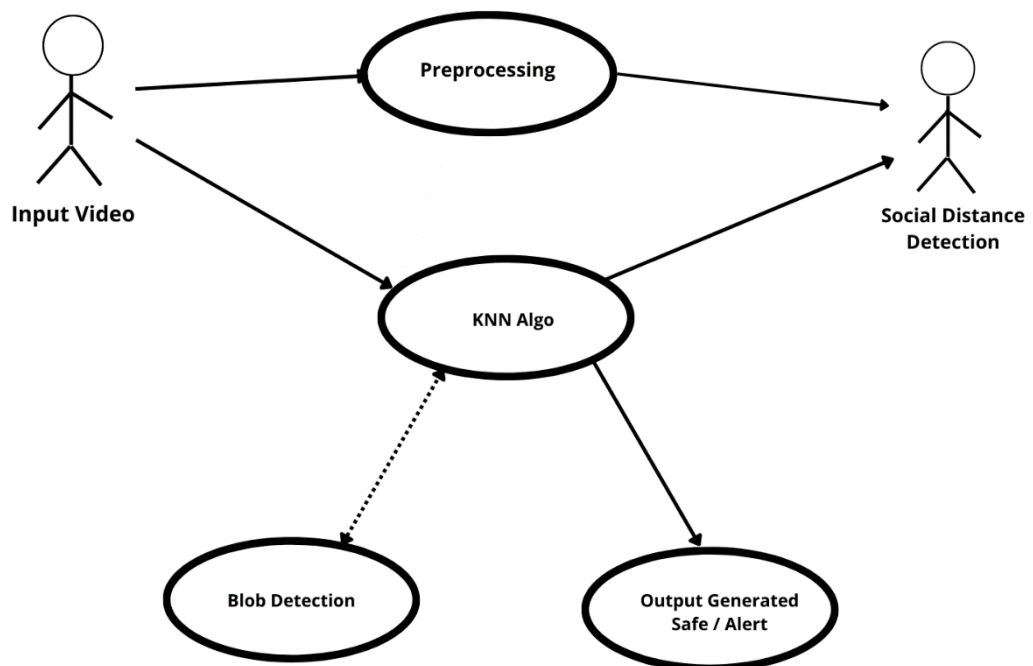 Preprocessing
Input Video
Social Distance
Detection
KNN Algo
Blob Detection
Output Generated
Safe / Alert